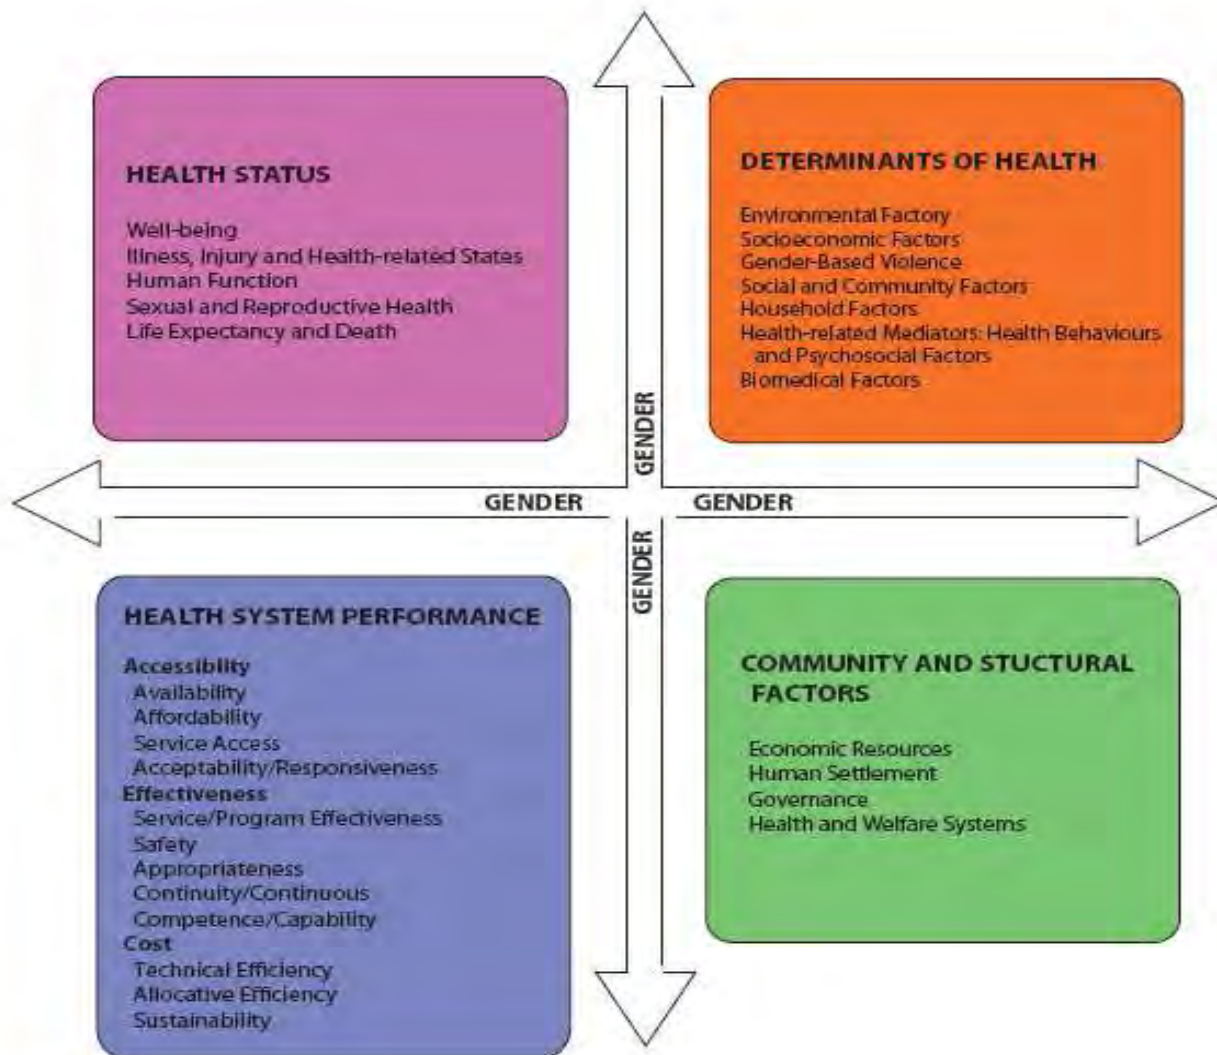 HEALTH STATUS
Well-being
Illness, Injury and Health-related States
Human Function
Sexual and Reproductive Health
Life Expectancy and Death
DETERMINANTS OF HEALTH
Environmental Factory
Socioeconomic Factors
Gender-Based Violence
Social and Community Factors
Household Factors
Health-related Mediators: Health Behaviours
and Psychosocial Factors
Biomedical Factors
GENDER
GENDER
GENDER
GENDER
HEALTH SYSTEM PERFORMANCE
Accessiblity
Availability
Affordability
Service Access
Acceptability/Responsiveness
Effectiveness
Service/Program Effectiveness
Safety
Appropriateness
Continuity/Continuous
Competence/Capability
Cost
Technical Efficiency
Allocative Efficiency
Sustainability
COMMUNITY AND STUCTURAL
FACTORS
Economic Resources
Human Settlement
Governance
Health and Welfare Systems